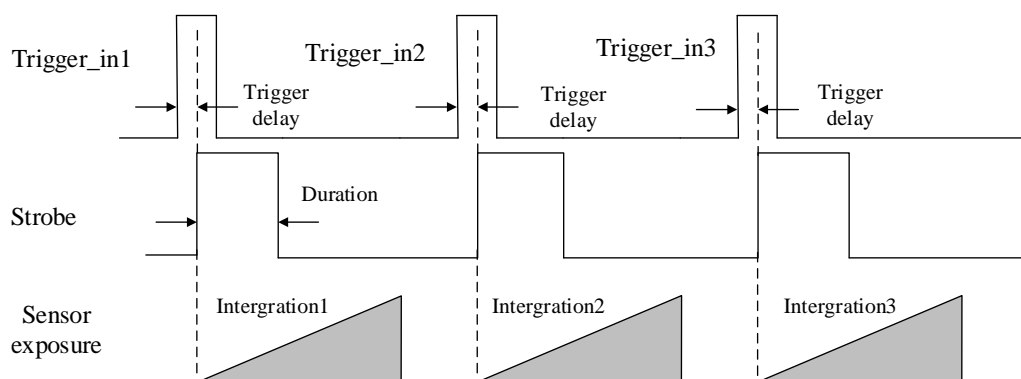 Trigger_in1
Trigger_in2
Trigger_in3
Trigger
delay
Trigger
delay
Trigger
delay
Strobe
Duration
Sensor
exposure
Intergration1
Intergration2
Intergration3